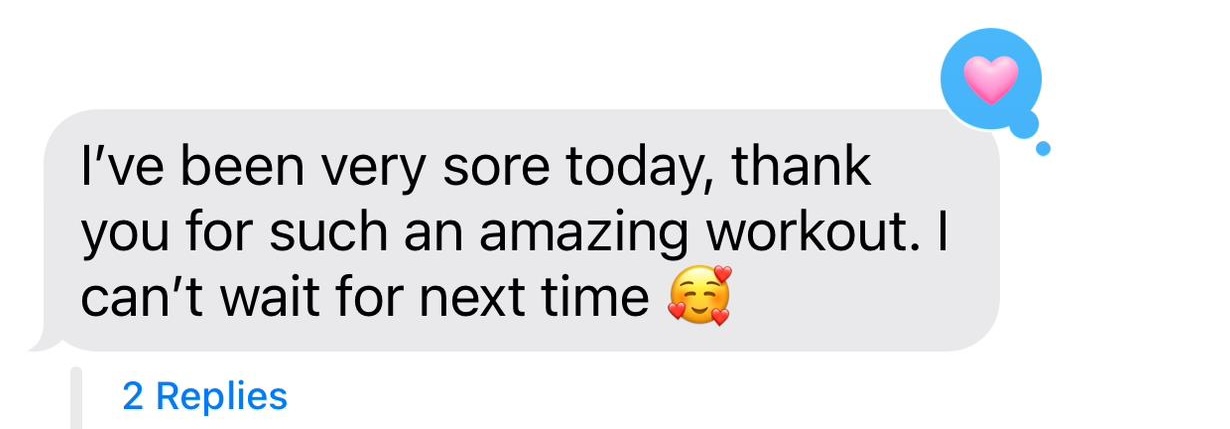 I’ve been very sore today, thank
you for such an amazing workout. I
can’t wait for next time 🥰
2 Replies